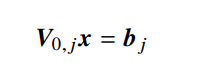 V₀,ⱼx = bⱼ